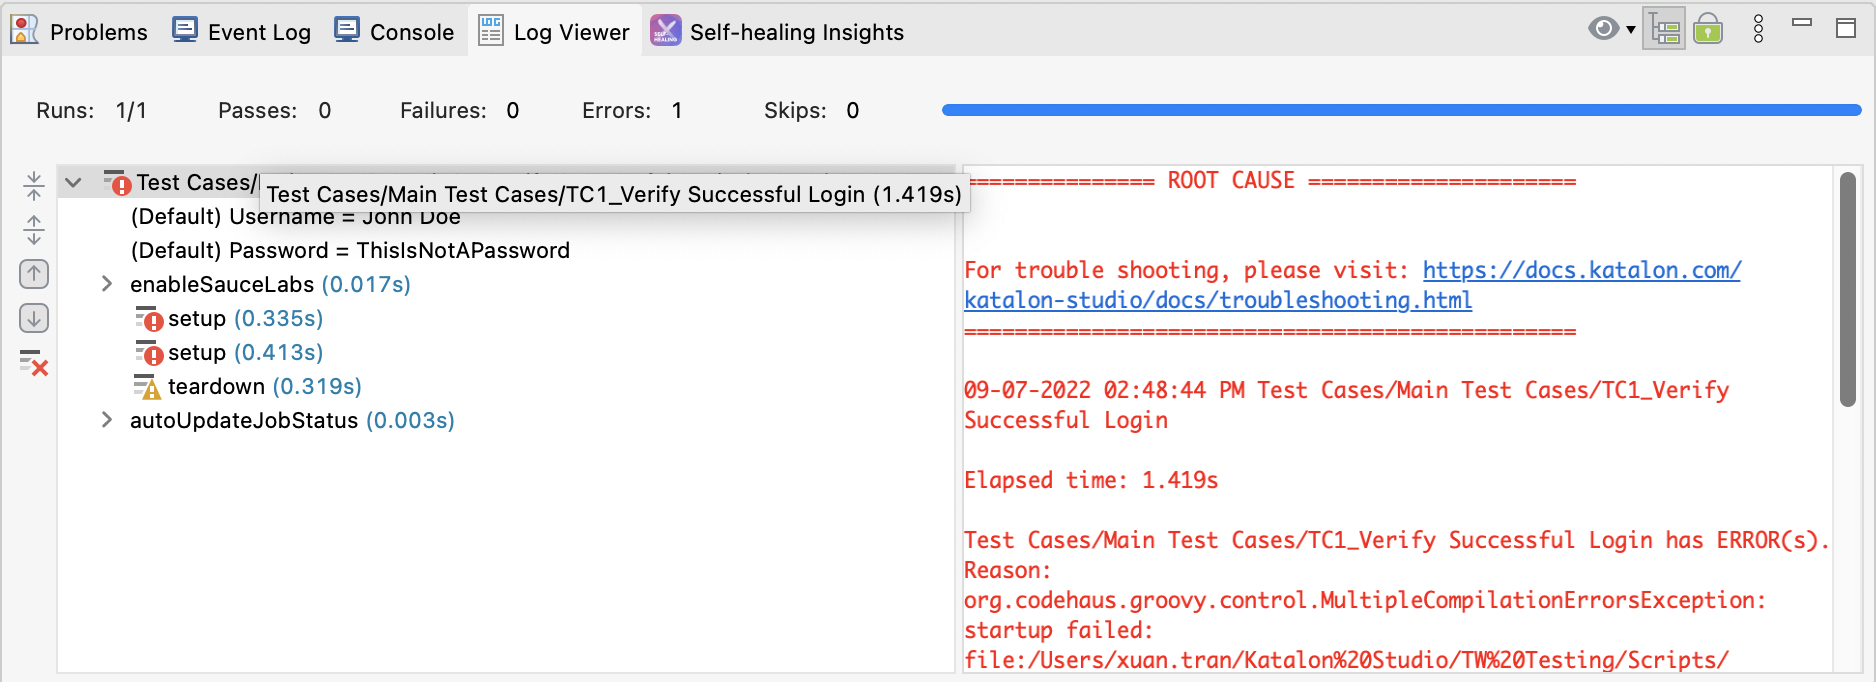 Problems Event Log Console Log Viewer Self-healing Insights
Runs: 1/1 Passes: 0 Failures: 0 Errors: 1 Skips: 0
Test Cases/
Test Cases/Main Test Cases/TC1_Verify Successful Login (1.419s)
(Default) Username = John Doe
(Default) Password = ThisIsNotAPassword
enableSauceLabs (0.017s)
setup (0.335s)
setup (0.413s)
teardown (0.319s)
autoUpdateJobStatus (0.003s)
=============== ROOT CAUSE =====================
For trouble shooting, please visit: https://docs.katalon.com/
katalon-studio/docs/troubleshooting.html
================================================
09-07-2022 02:48:44 PM Test Cases/Main Test Cases/TC1_Verify
Successful Login
Elapsed time: 1.419s
Test Cases/Main Test Cases/TC1_Verify Successful Login has ERROR(s).
Reason:
org.codehaus.groovy.control.MultipleCompilationErrorsException:
startup failed:
file:/Users/xuan.tran/Katalon%20Studio/TW%20Testing/Scripts/